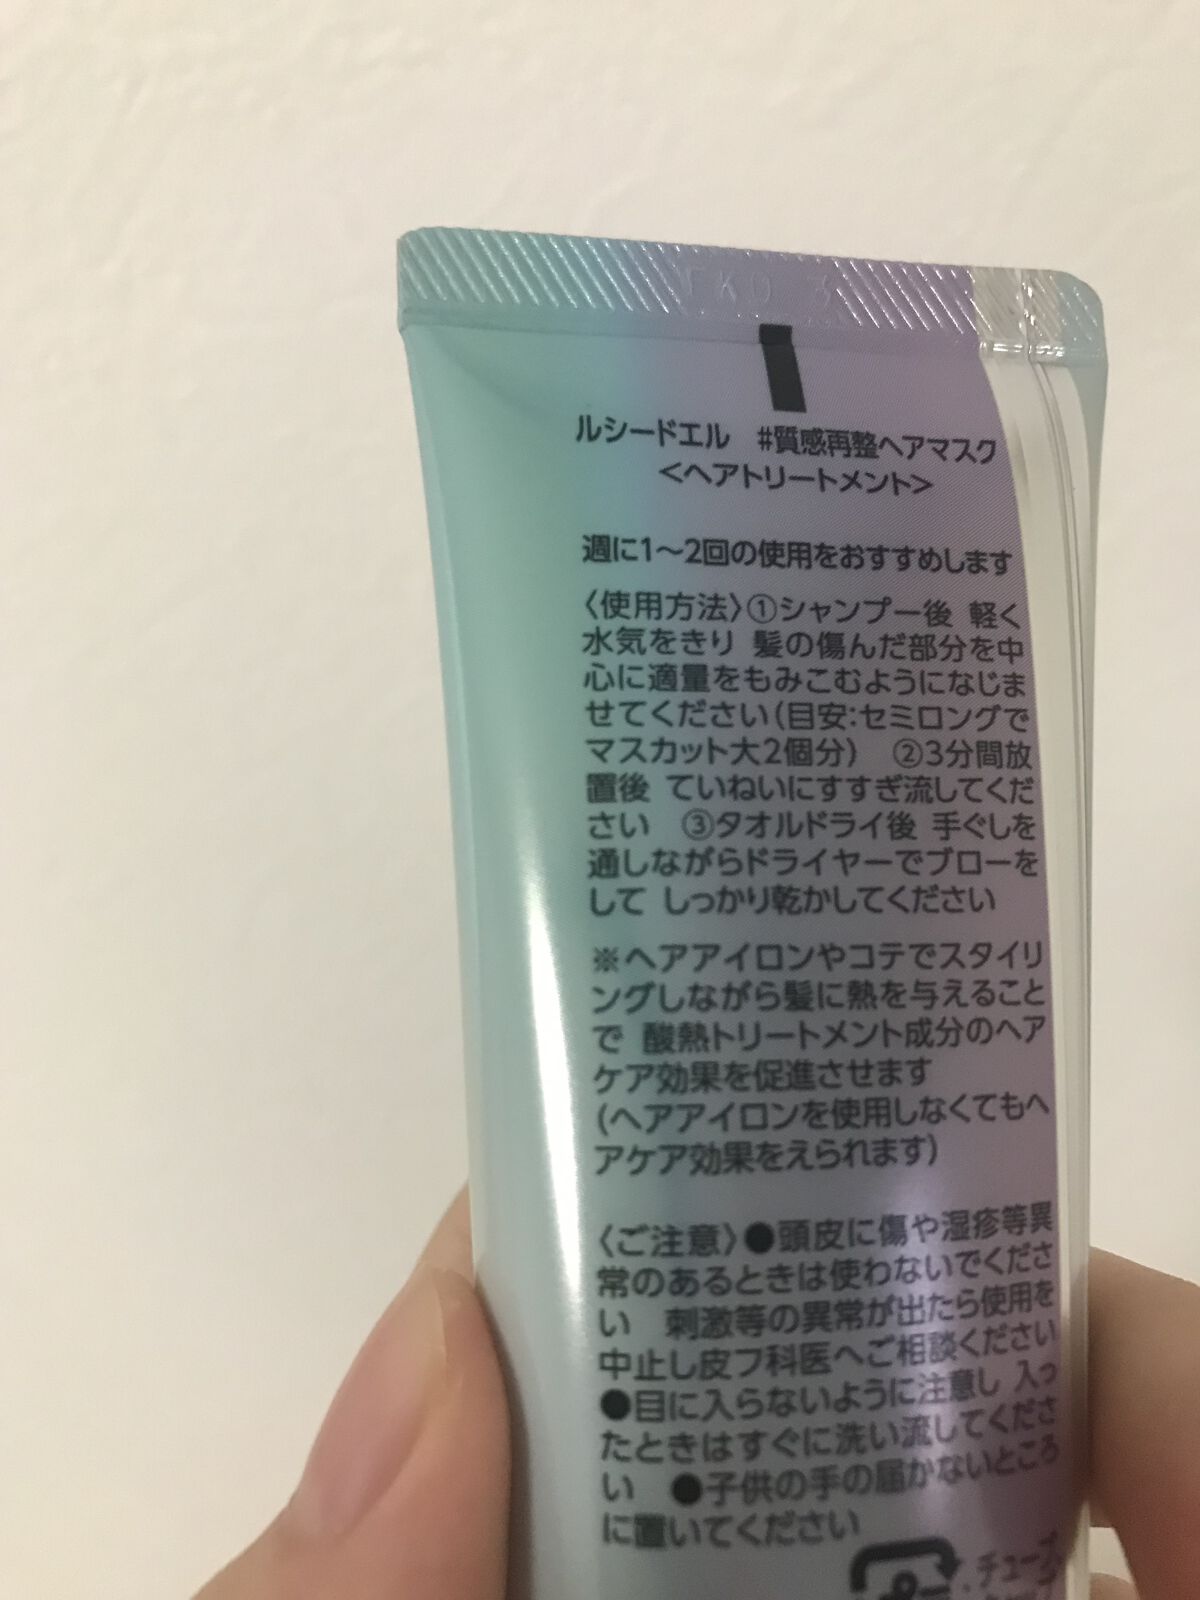 ルシードエル #質感再整ヘアマスク
<ヘアトリートメント>
週に1〜2回の使用をおすすめします
〈使用方法〉①シャンプー後 軽く
水気をきり 髪の傷んだ部分を中
心に適量をもみこむようになじま
せてください(目安:セミロングで
マスカット大2個分) ②3分間放
置後 ていねいにすすぎ流してくだ
さい ③タオルドライ後 手ぐしを
通しながらドライヤーでブローを
して しっかり乾かしてください
※ヘアアイロンやコテでスタイリ
ングしながら髪に熱を与えること
で 酸熱トリートメント成分のヘア
ケア効果を促進させます
(ヘアアイロンを使用しなくてもヘ
アケア効果をえられます)
〈ご注意〉●頭皮に傷や湿疹等異
常のあるときは使わないでくださ
い 刺激等の異常が出たら使用を
中止し皮フ科医へご相談ください
●目に入らないように注意し 入っ
たときはすぐに洗い流してくださ
い ●子供の手の届かないところ
に置いてください
プラ
チューブ